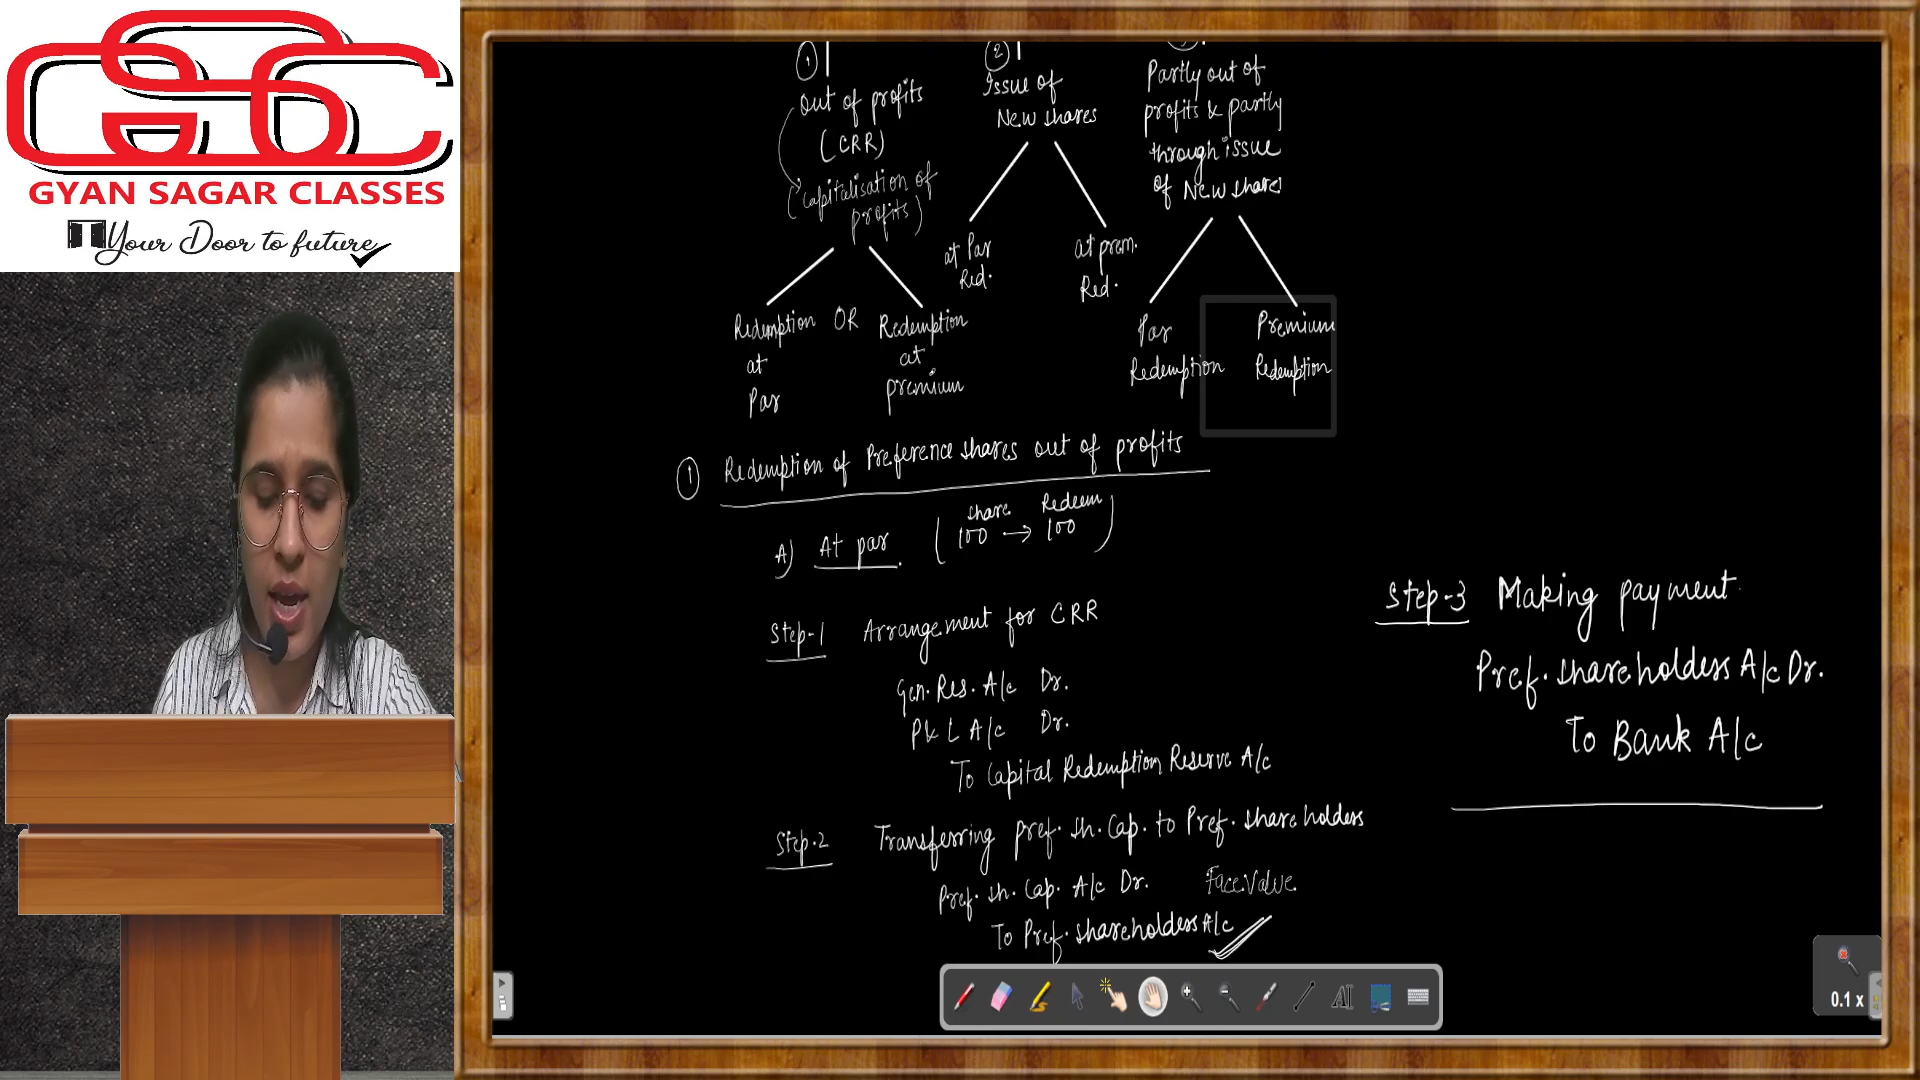 GSC
GYAN SAGAR CLASSES
Your Door to future
1
Out of profits
(CRR)
(Capitalisation of
profits)
Redemption
at
Par
OR
Redemption
at
premium
2
Issue of
New shares
at Par
Red.
at prem.
Red.
Partly out of
profits & partly
through issue
of New shares
Par
Redemption
Premium
Redemption
1 Redemption of Preference shares out of profits
A) At par. ( share 100 → Redeem 100 )
Step-1 Arrangement for CRR
Gen. Res. A/c Dr.
P& L A/c Dr.
To Capital Redemption Reserve A/c
Step-2 Transferring pref. sh. Cap. to Pref. shareholders
Pref. sh. Cap. A/c Dr. Face Value.
To Pref. shareholders A/c
Step-3 Making payment
Pref. shareholders A/c Dr.
To Bank A/c
0.1 x